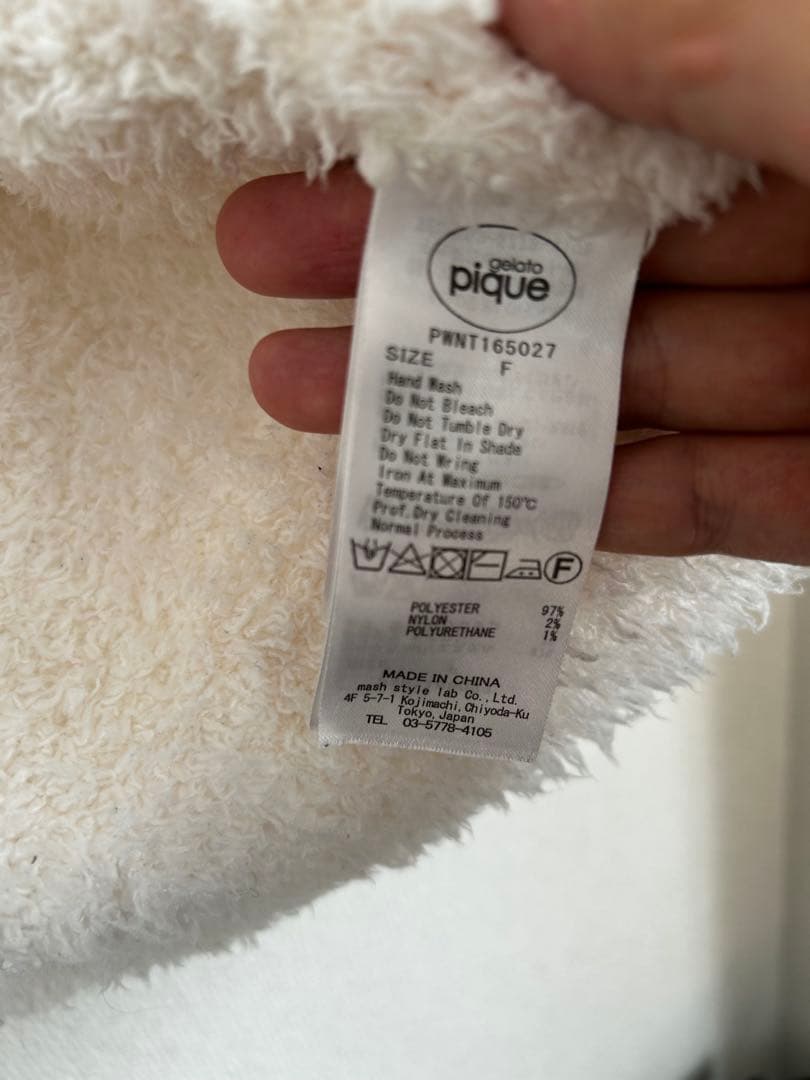 gelato
pique
PWNT165027
SIZE F
Hand Wash
Do Not Bleach
Do Not Tumble Dry
Dry Flat In Shade
Do Not Wring
Iron At Maximum
Temperature Of 150℃
Prof.Dry Cleaning
Normal Process
F
POLYESTER 97%
NYLON 2%
POLYURETHANE 1%
MADE IN CHINA
mash style lab Co.,Ltd.
4F 5-7-1 Kojimachi,Chiyoda-Ku
Tokyo,Japan
TEL 03-5778-4105